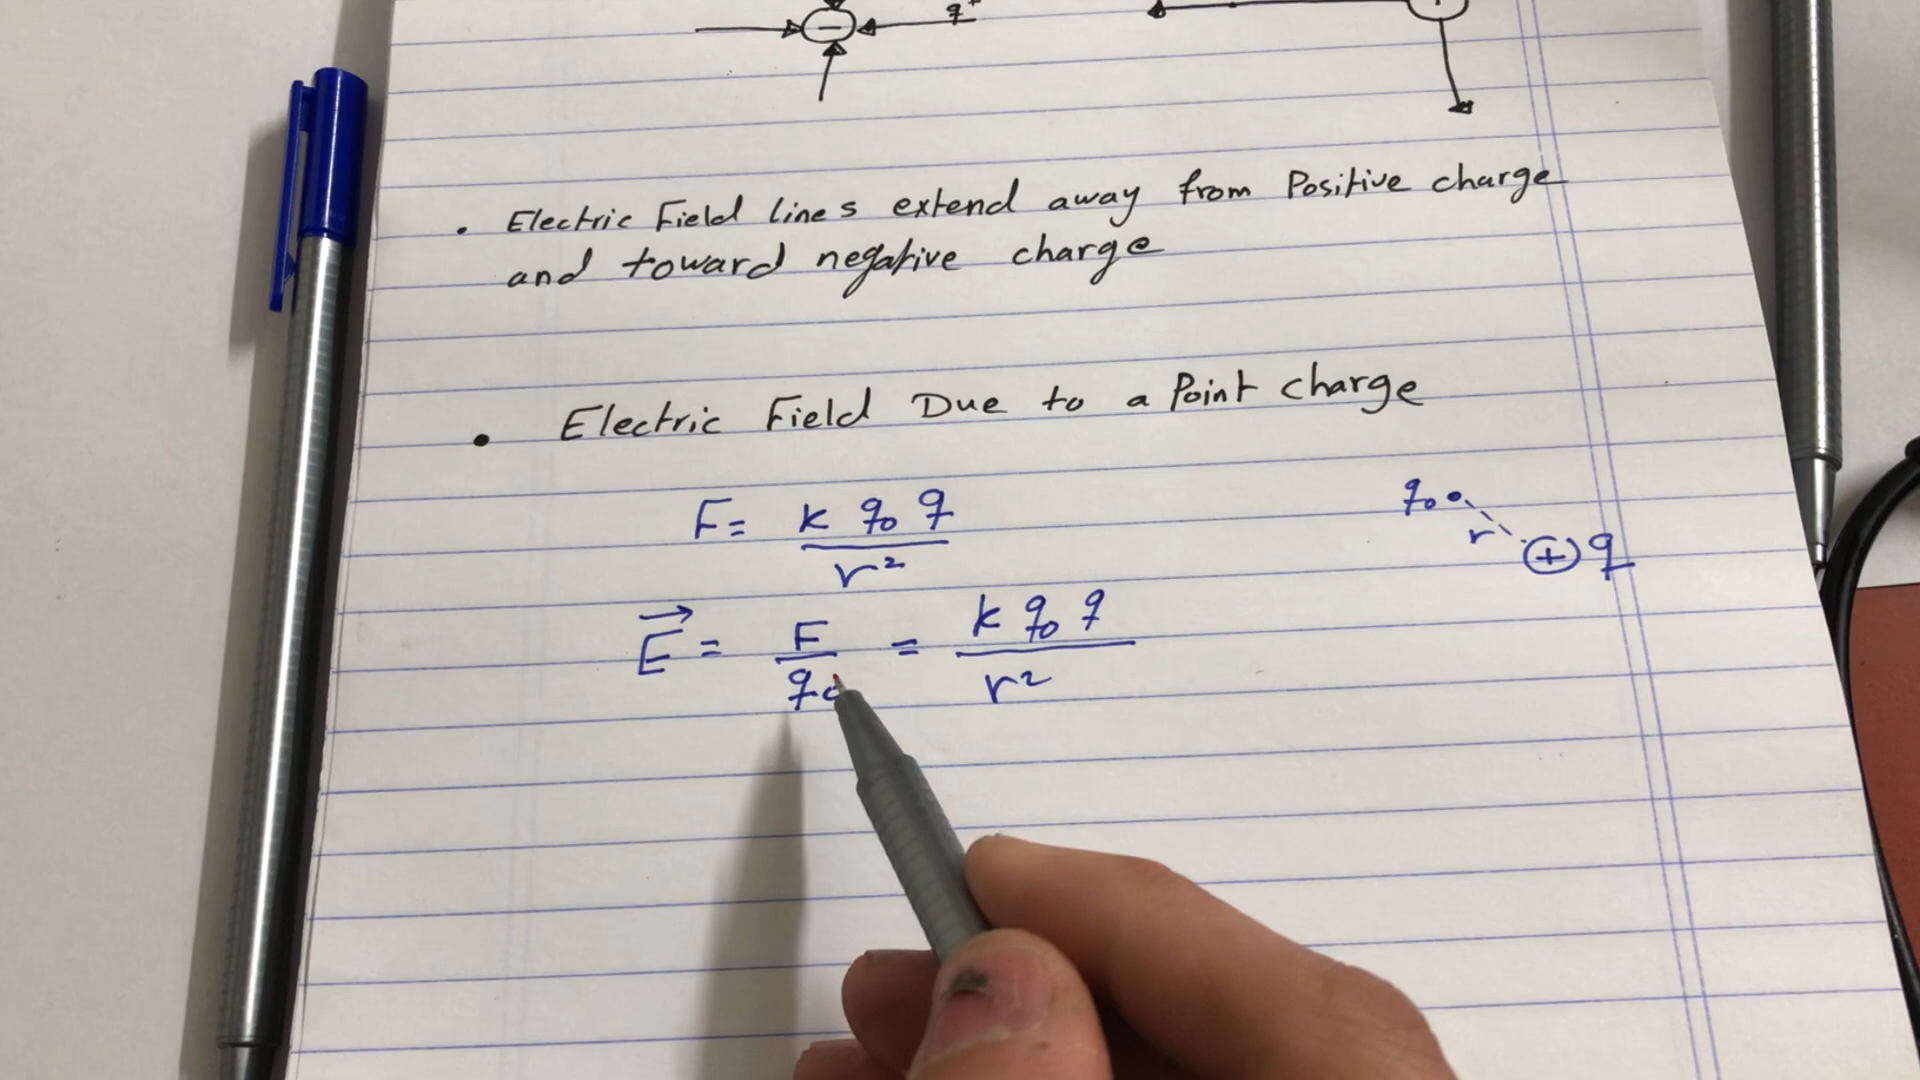 q+
• Electric Field lines extend away from Positive charge
and toward negative charge
• Electric Field Due to a Point charge
F = k q₀ q / r²
q₀ r + q
E⃗ = F / q₀ = k q₀ q / r²